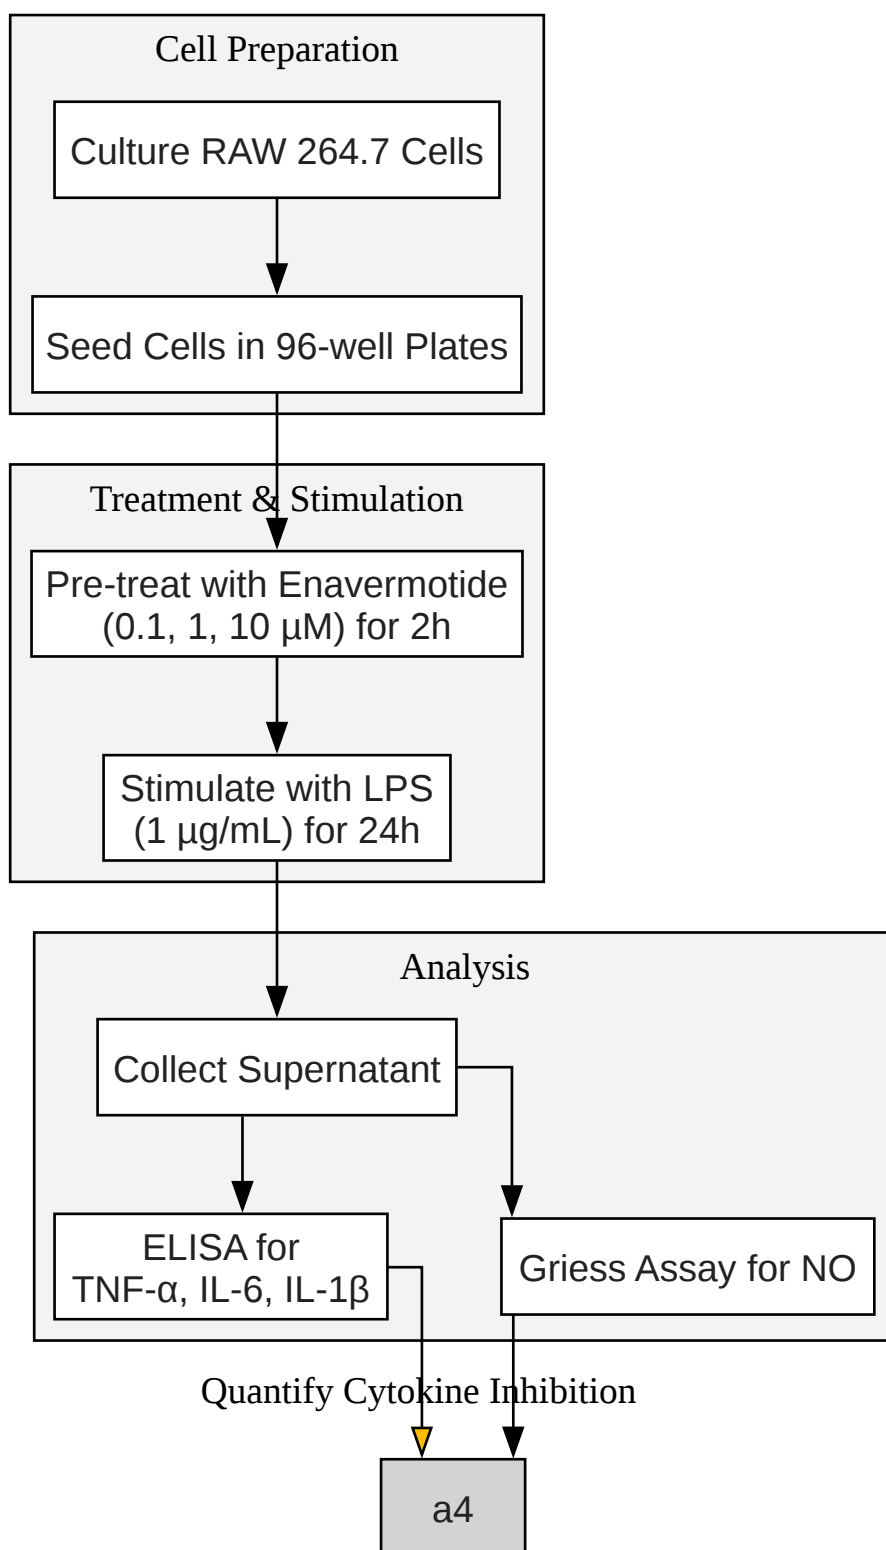 Cell Preparation
Culture RAW 264.7 Cells
Seed Cells in 96-well Plates
Treatment & Stimulation
Pre-treat with Enavermotide
(0.1, 1, 10 µM) for 2h
Stimulate with LPS
(1 µg/mL) for 24h
Analysis
Collect Supernatant
ELISA for
TNF-α, IL-6, IL-1β
Griess Assay for NO
Quantify Cytokine Inhibition
a4